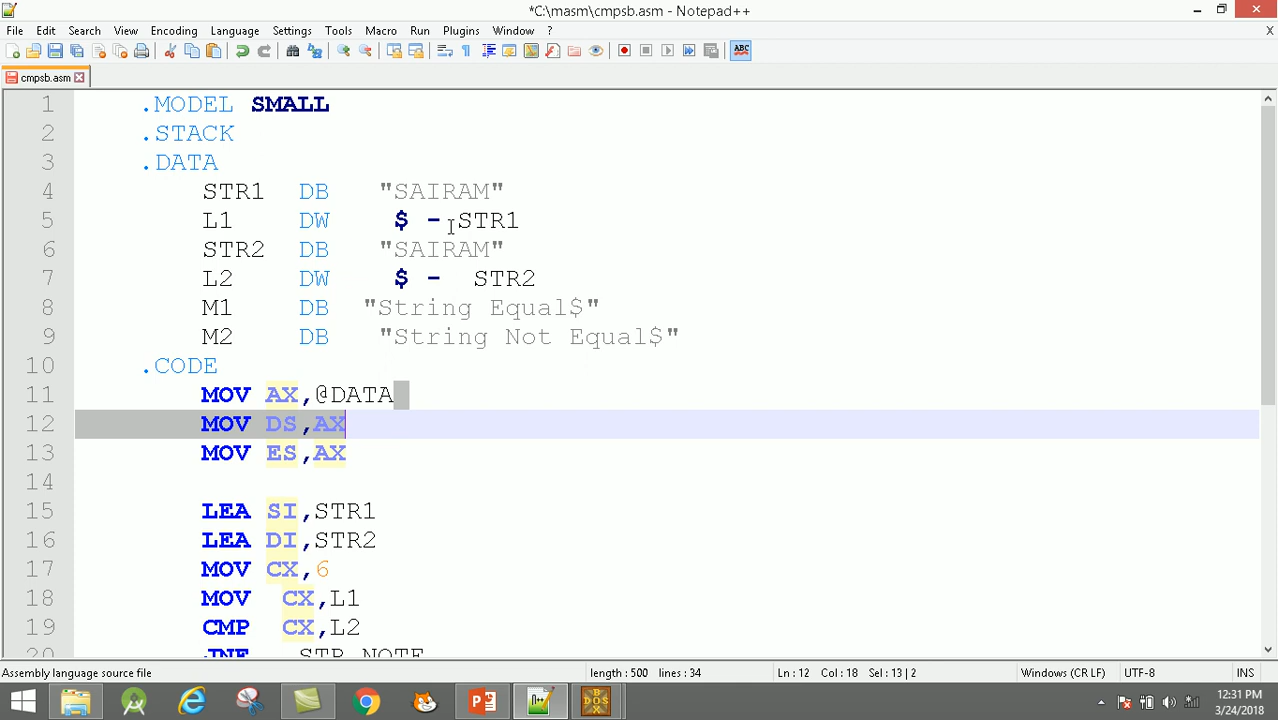 *C:\masm\cmpsb.asm - Notepad++
File Edit Search View Encoding Language Settings Tools Macro Run Plugins Window ? X
ABC
cmpsb.asm
1 .MODEL SMALL
2 .STACK
3 .DATA
4 STR1 DB "SAIRAM"
5 L1 DW $ - STR1
6 STR2 DB "SAIRAM"
7 L2 DW $ - STR2
8 M1 DB "String Equal$"
9 M2 DB "String Not Equal$"
10 .CODE
11 MOV AX,@DATA
12 MOV DS,AX
13 MOV ES,AX
14
15 LEA SI,STR1
16 LEA DI,STR2
17 MOV CX,6
18 MOV CX,L1
19 CMP CX,L2
20 JNE STR_NOTE
Assembly language source file length : 500 lines : 34 Ln : 12 Col : 18 Sel : 13 | 2 Windows (CR LF) UTF-8 INS
12:31 PM
3/24/2018